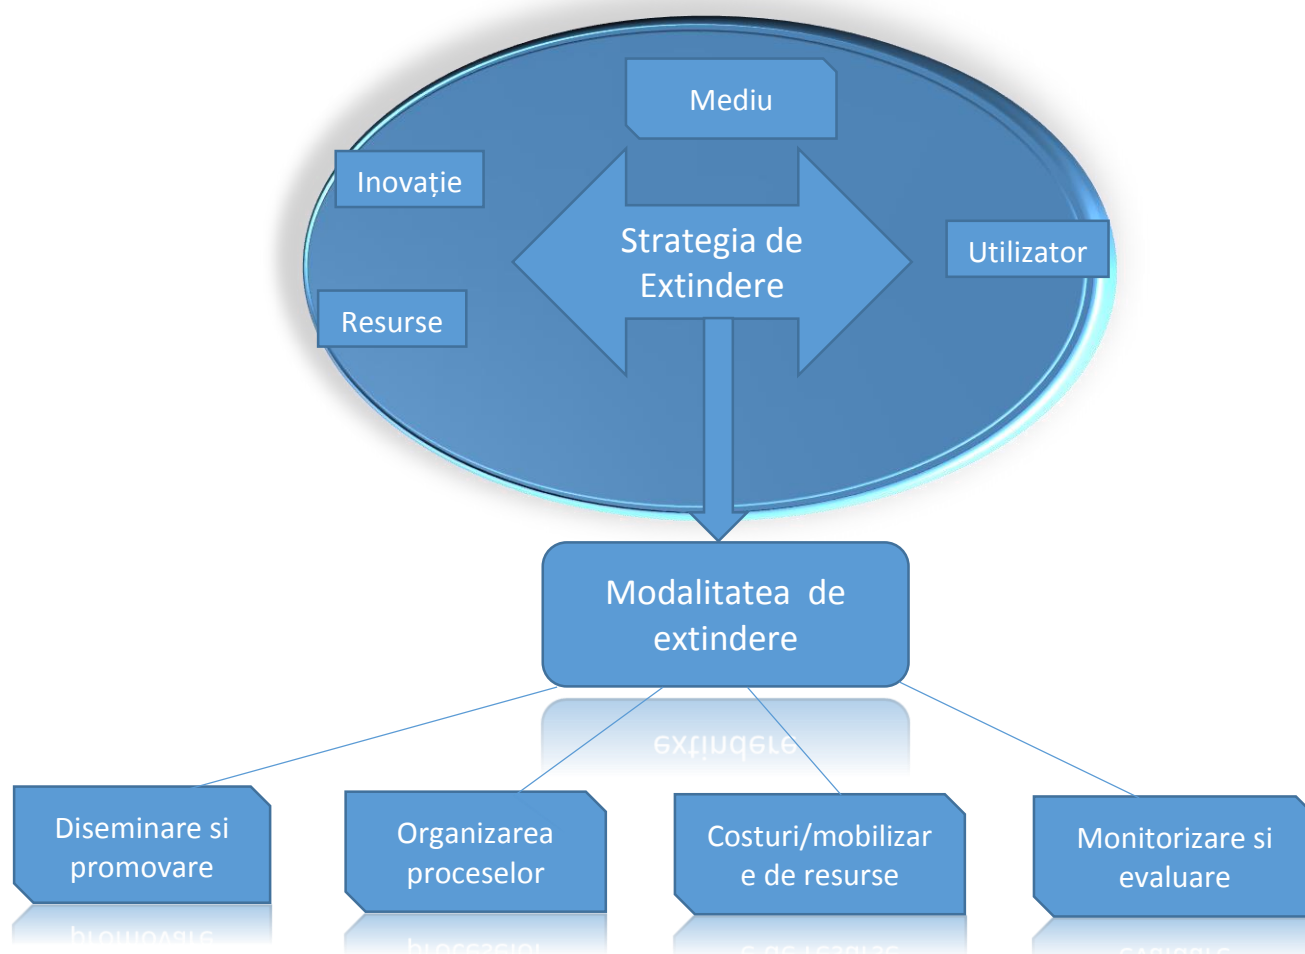 Mediu
Inovație
Strategia de
Extindere
Utilizator
Resurse
Modalitatea  de
extindere
Diseminare si
promovare
Organizarea
proceselor
Costuri/mobilizar
e de resurse
Monitorizare si
evaluare